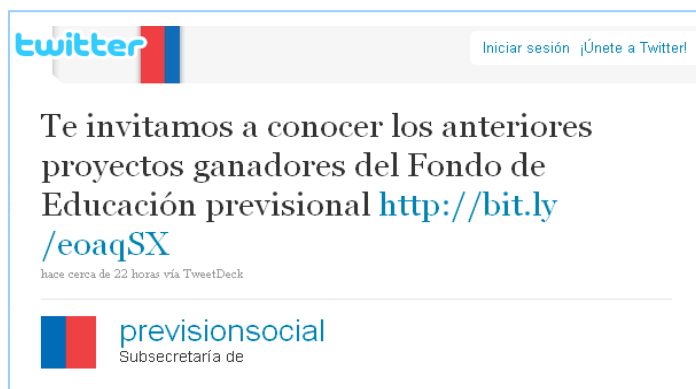 twitter
Iniciar sesión ¡Únete a Twitter!
Te invitamos a conocer los anteriores
proyectos ganadores del Fondo de
Educación previsional http://bit.ly
/eoaqSX
hace cerca de 22 horas vía TweetDeck
previsionsocial
Subsecretaría de